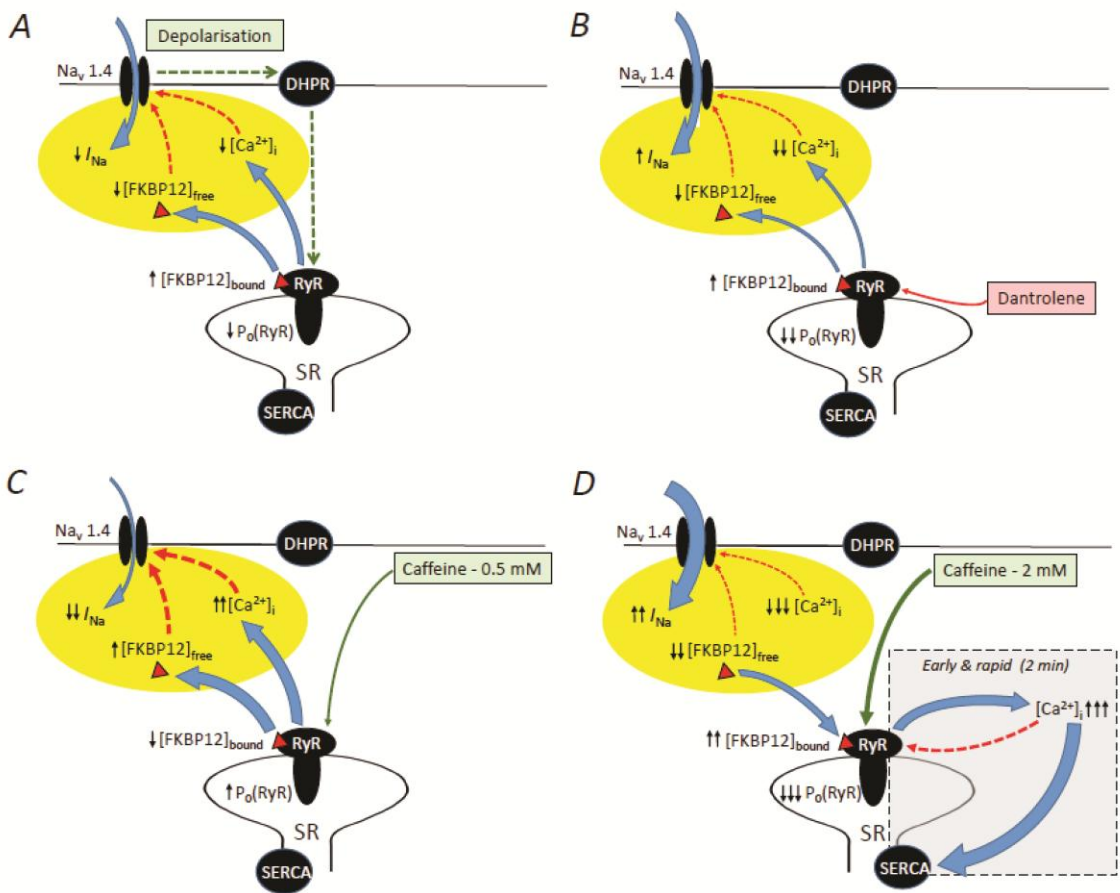 A
Depolarisation
Nav 1.4
DHPR
↓ INa
↓ [Ca2+]i
↓ [FKBP12]free
↑ [FKBP12]bound
RyR
↓ Po(RyR)
SR
SERCA
B
Nav 1.4
DHPR
↑ INa
↓↓ [Ca2+]i
↓ [FKBP12]free
↑ [FKBP12]bound
RyR
Dantrolene
↓↓ Po(RyR)
SR
SERCA
C
Nav 1.4
DHPR
Caffeine - 0.5 mM
↓↓ INa
↑↑ [Ca2+]i
↑ [FKBP12]free
↓ [FKBP12]bound
RyR
↑ Po(RyR)
SR
SERCA
D
Nav 1.4
DHPR
Caffeine - 2 mM
↑↑ INa
↓↓↓ [Ca2+]i
↓↓ [FKBP12]free
Early & rapid (2 min)
[Ca2+]i ↑↑↑
↑↑ [FKBP12]bound
RyR
↓↓↓ Po(RyR)
SR
SERCA